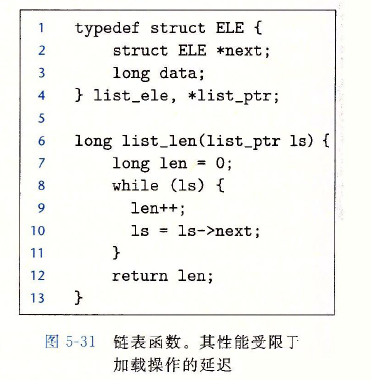 1 typedef struct ELE {
2 struct ELE *next;
3 long data;
4 } list_ele, *list_ptr;
5
6 long list_len(list_ptr ls) {
7 long len = 0;
8 while (ls) {
9 len++;
10 ls = ls->next;
11 }
12 return len;
13 }
图 5-31 链表函数。其性能受限于
加载操作的延迟